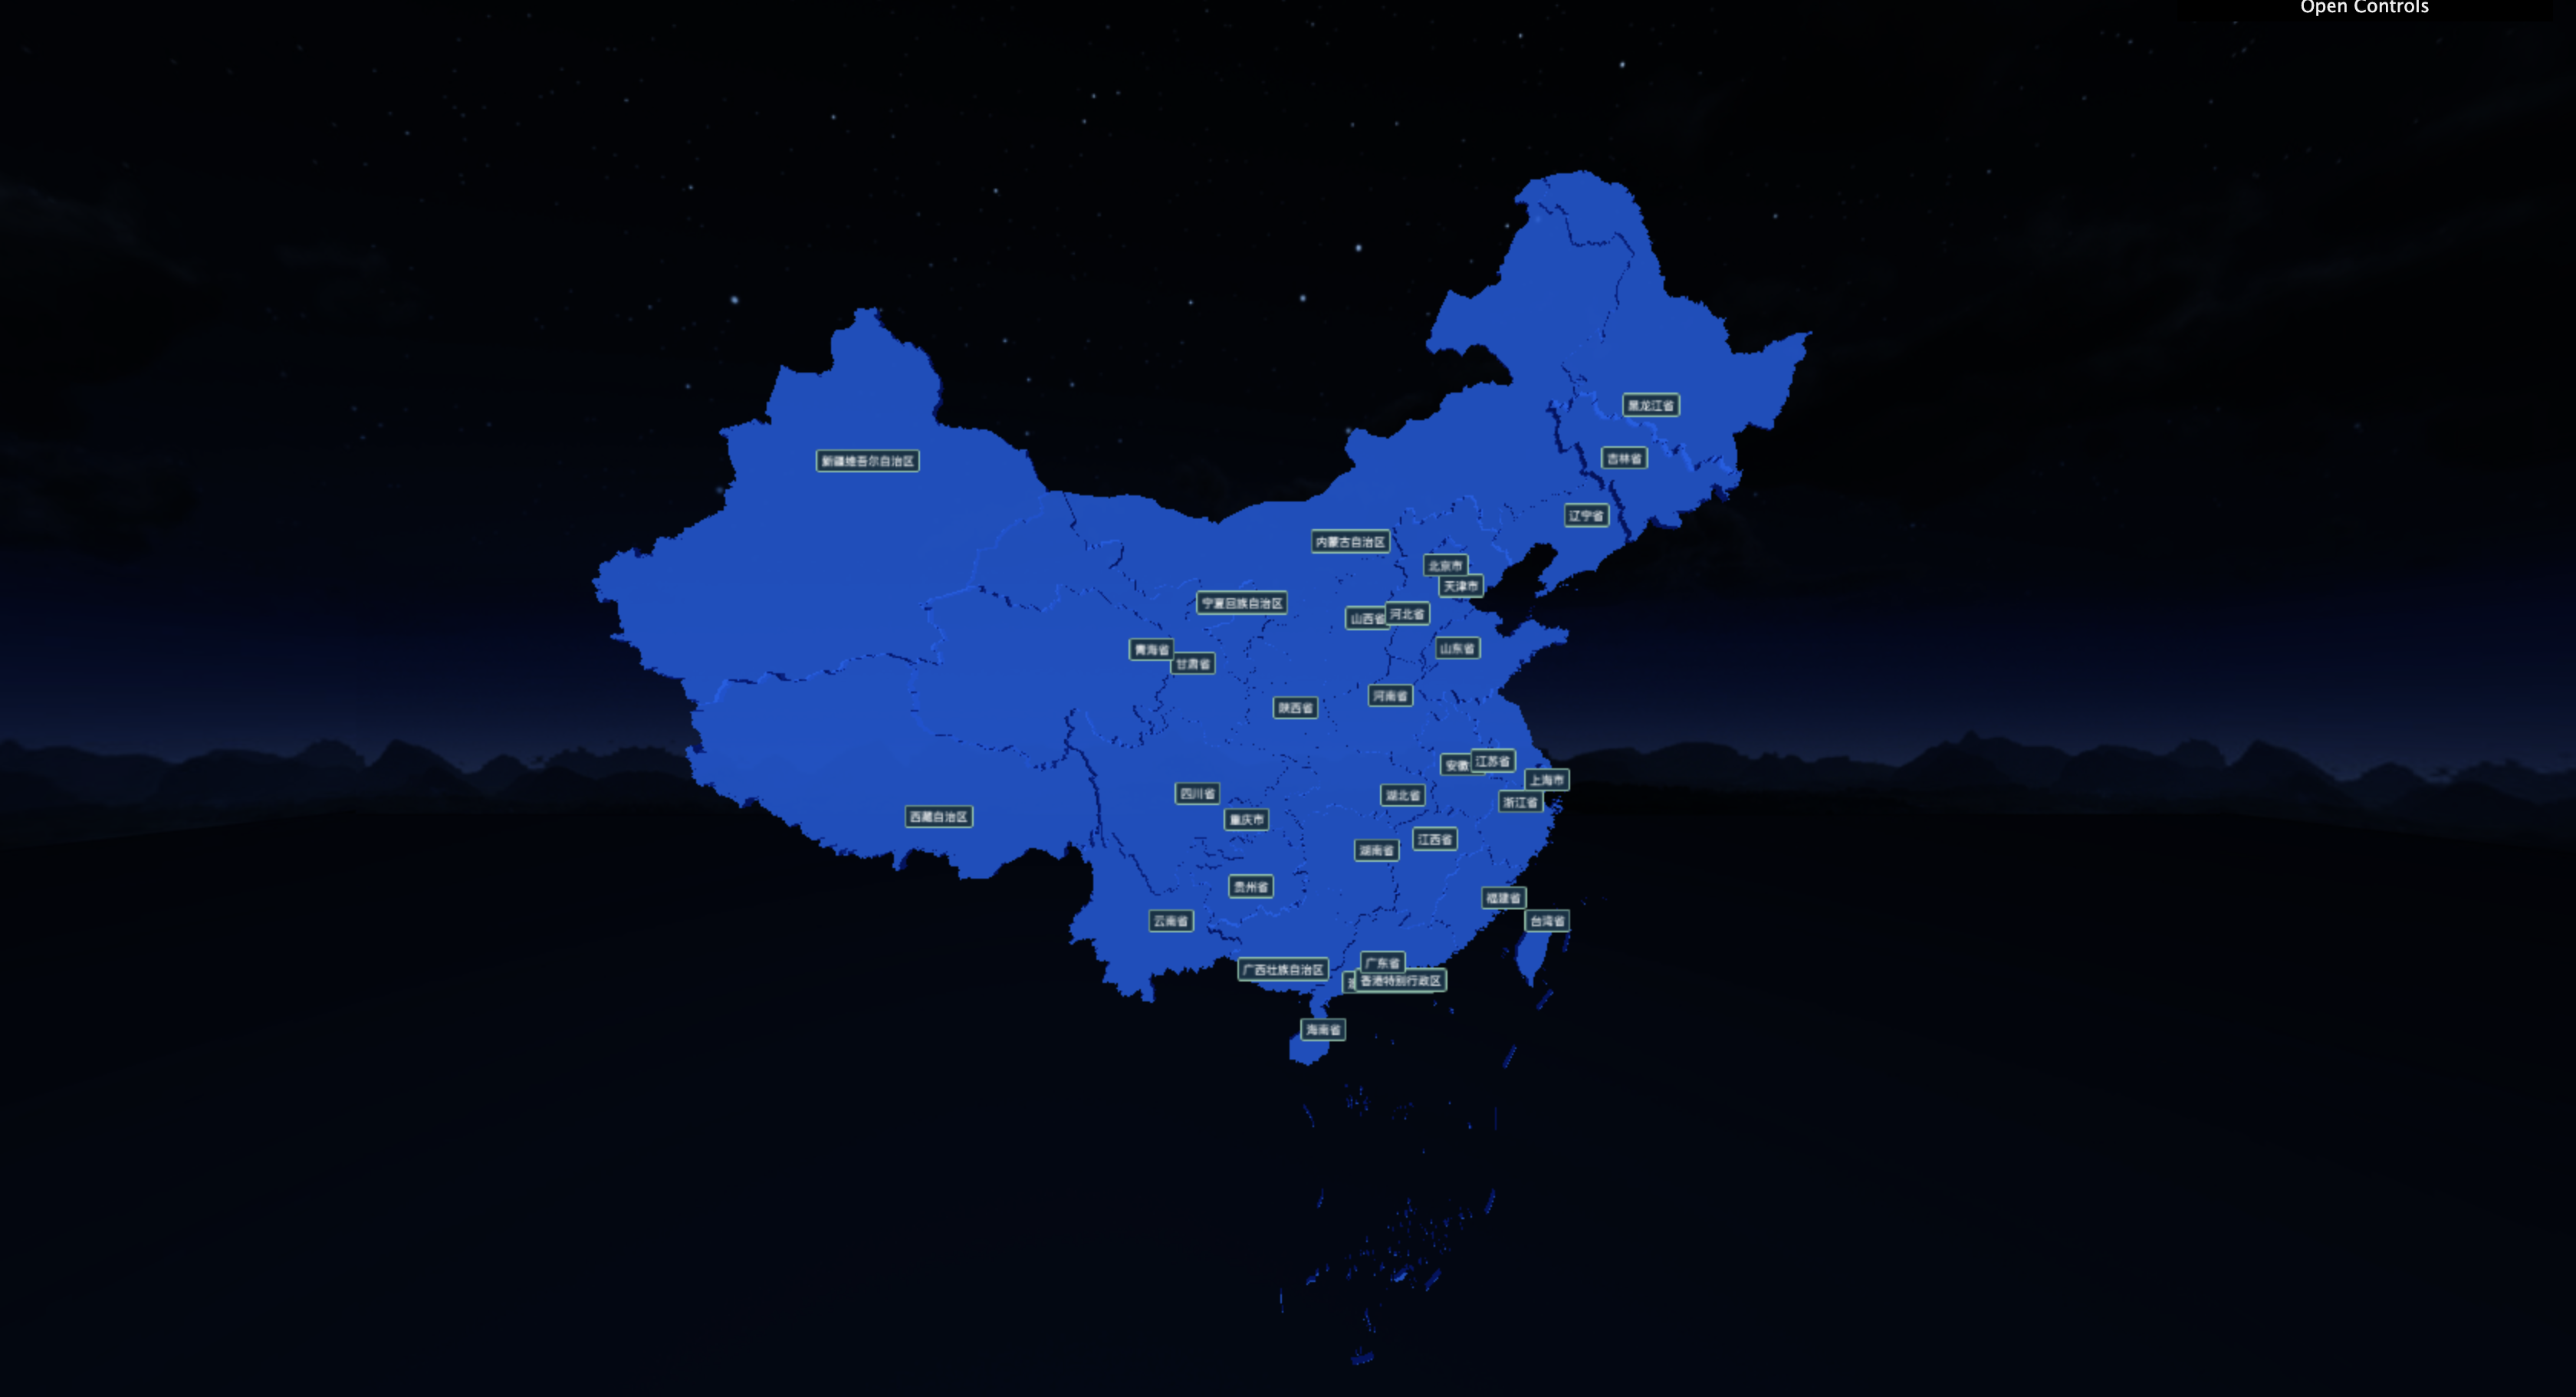 Open Controls
黑龙江省
吉林省
新疆维吾尔自治区
辽宁省
内蒙古自治区
北京市
天津市
宁夏回族自治区
山西省
河北省
青海省
山东省
甘肃省
河南省
陕西省
安徽
江苏省
上海市
四川省
湖北省
浙江省
西藏自治区
重庆市
江西省
湖南省
贵州省
福建省
云南省
台湾省
广东省
广西壮族自治区
香港特别行政区
海南省